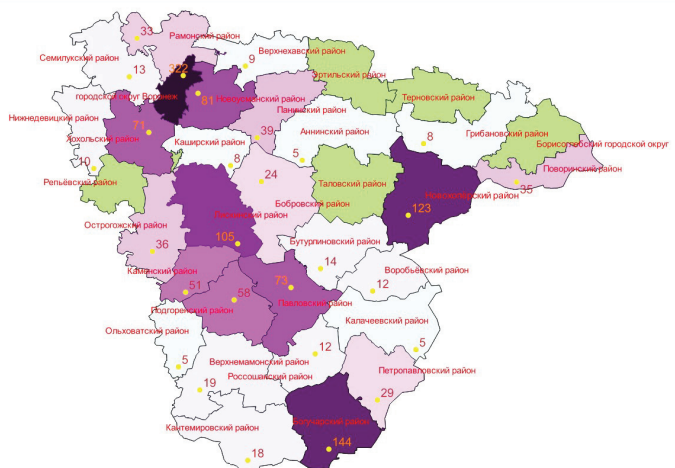 33
Рамонский район
Семилукский район
Верхнехавский район
9
322
13
Эртильский район
городской округ Воронеж
81
Новоусманский район
Терновский район
Панинский район
Нижнедевицкий район
Хохольский район
71
39
Аннинский район
Грибановский район
8
Каширский район
Борисоглебский городской округ
5
10
8
Поворинский район
Репьёвский район
24
Таловский район
35
Новохопёрский район
Бобровский район
123
Лискинский район
Острогожский район
105
Бутурлиновский район
36
14
Каменский район
Воробьёвский район
73
12
51
58
Подгоренский район
Павловский район
Калачеевский район
Ольховатский район
5
12
Верхнемамонский район
5
Петропавловский район
Россошанский район
19
29
Кантемировский район
Богучарский район
144
18